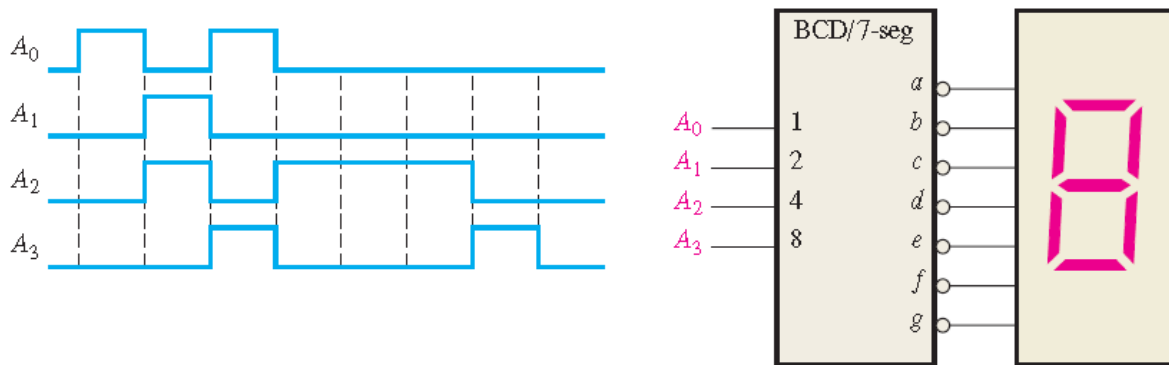 A₀
A₁
A₂
A₃
BCD/7-seg
A₀ 1
A₁ 2
A₂ 4
A₃ 8
a
b
c
d
e
f
g